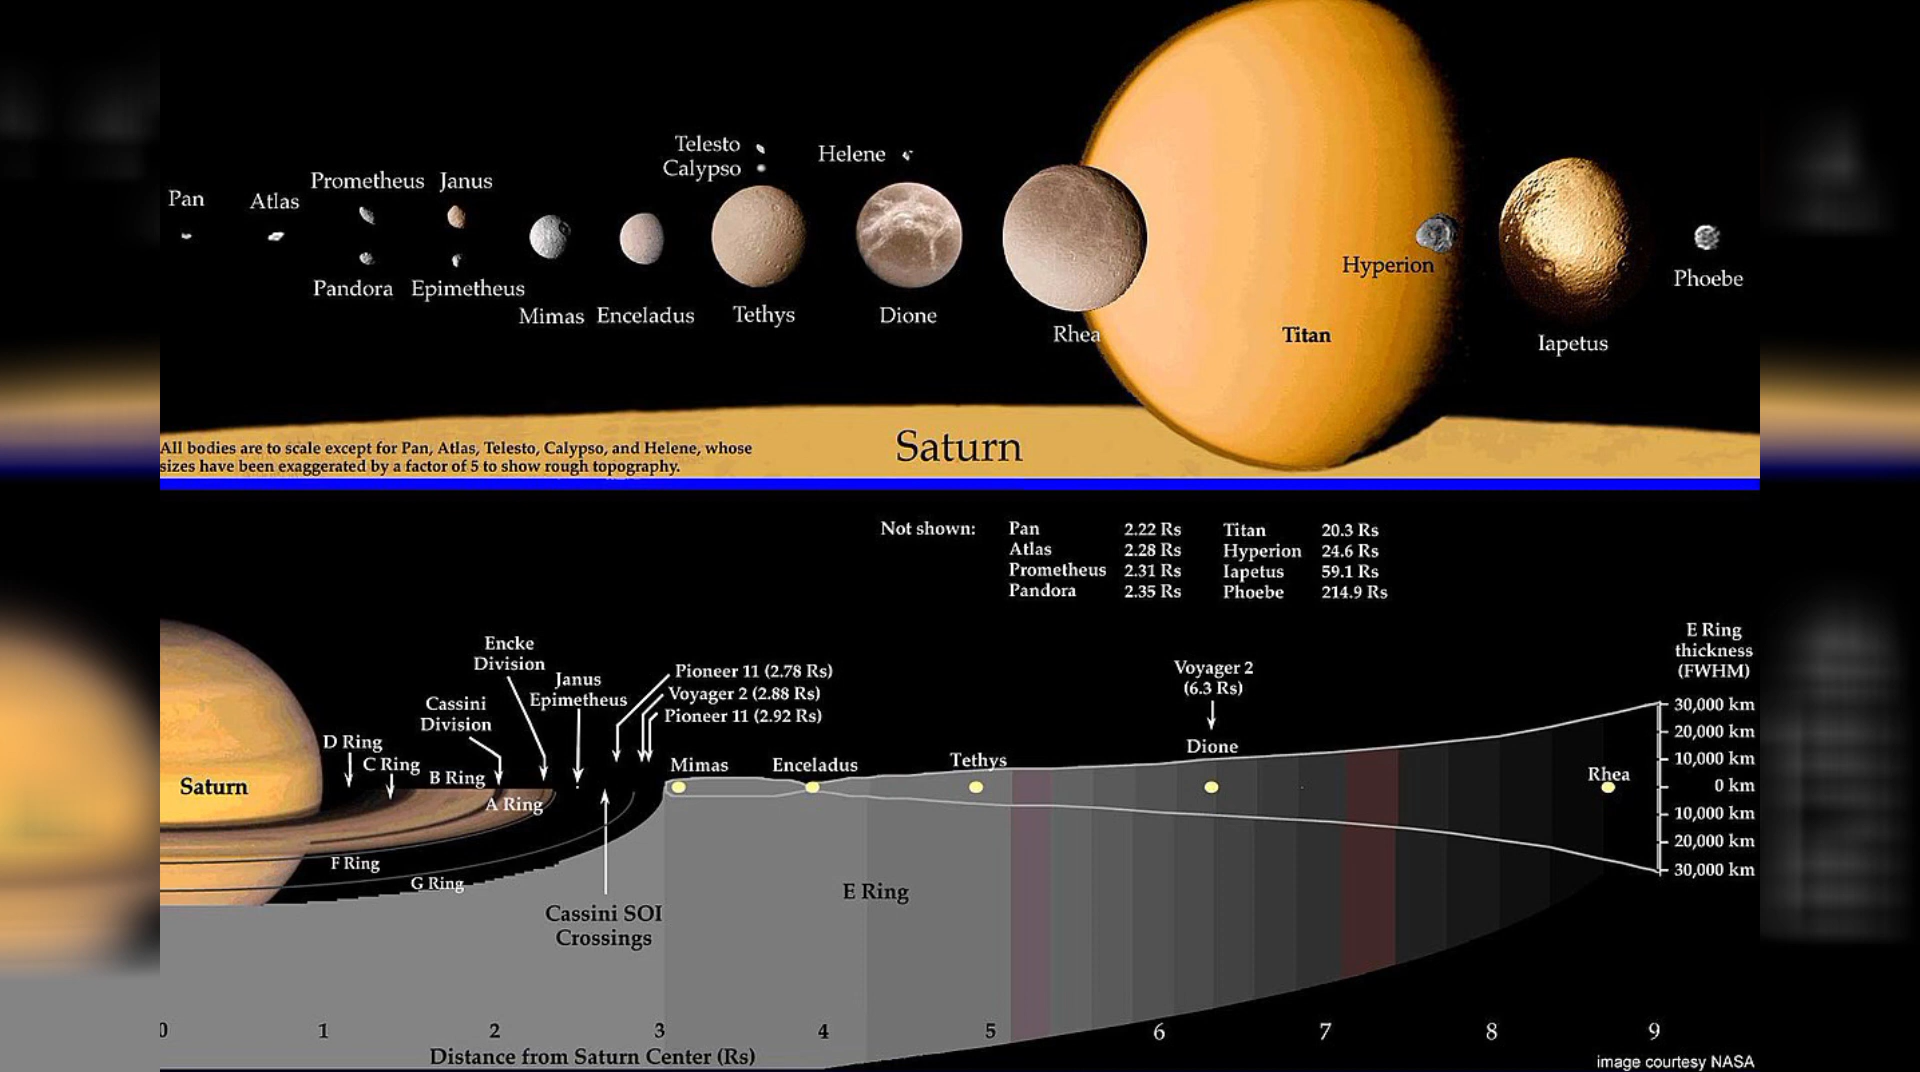 Telesto
Calypso
Helene
Prometheus
Janus
Pan
Atlas
Pandora
Epimetheus
Mimas
Enceladus
Tethys
Dione
Rhea
Hyperion
Titan
Iapetus
Phoebe
All bodies are to scale except for Pan, Atlas, Telesto, Calypso, and Helene, whose
sizes have been exaggerated by a factor of 5 to show rough topography.
Saturn
Not shown: Pan 2.22 Rs Titan 20.3 Rs
Atlas 2.28 Rs Hyperion 24.6 Rs
Prometheus 2.31 Rs Iapetus 59.1 Rs
Pandora 2.35 Rs Phoebe 214.9 Rs
E Ring
thickness
(FWHM)
Encke
Division
Janus
Epimetheus
Pioneer 11 (2.78 Rs)
Voyager 2 (2.88 Rs)
Pioneer 11 (2.92 Rs)
Voyager 2
(6.3 Rs)
Cassini
Division
D Ring
C Ring
B Ring
A Ring
Saturn
Mimas
Enceladus
Tethys
Dione
Rhea
30,000 km
20,000 km
10,000 km
0 km
10,000 km
20,000 km
30,000 km
F Ring
G Ring
Cassini SOI
Crossings
E Ring
0 1 2 3 4 5 6 7 8 9
Distance from Saturn Center (Rs)
image courtesy NASA